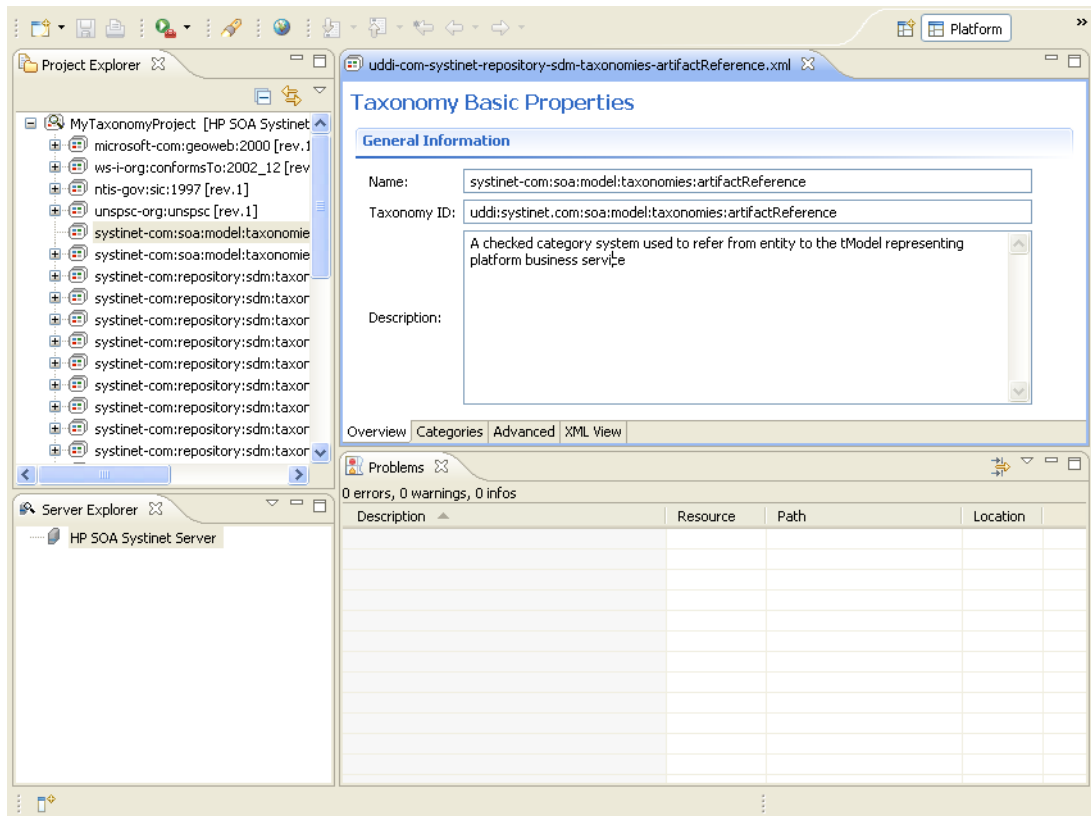 Platform
»
Project Explorer
MyTaxonomyProject [HP SOA Systinet
microsoft-com:geoweb:2000 [rev.1
ws-i-org:conformsTo:2002_12 [rev
ntis-gov:sic:1997 [rev.1]
unspsc-org:unspsc [rev.1]
systinet-com:soa:model:taxonomie
systinet-com:soa:model:taxonomie
systinet-com:repository:sdm:taxor
systinet-com:repository:sdm:taxor
systinet-com:repository:sdm:taxor
systinet-com:repository:sdm:taxor
systinet-com:repository:sdm:taxor
systinet-com:repository:sdm:taxor
systinet-com:repository:sdm:taxor
systinet-com:repository:sdm:taxor
systinet-com:repository:sdm:taxor
Server Explorer
HP SOA Systinet Server
uddi-com-systinet-repository-sdm-taxonomies-artifactReference.xml
Taxonomy Basic Properties
General Information
Name: systinet-com:soa:model:taxonomies:artifactReference
Taxonomy ID: uddi:systinet.com:soa:model:taxonomies:artifactReference
Description: A checked category system used to refer from entity to the tModel representing
platform business service
Overview Categories Advanced XML View
Problems
0 errors, 0 warnings, 0 infos
Description Resource Path Location